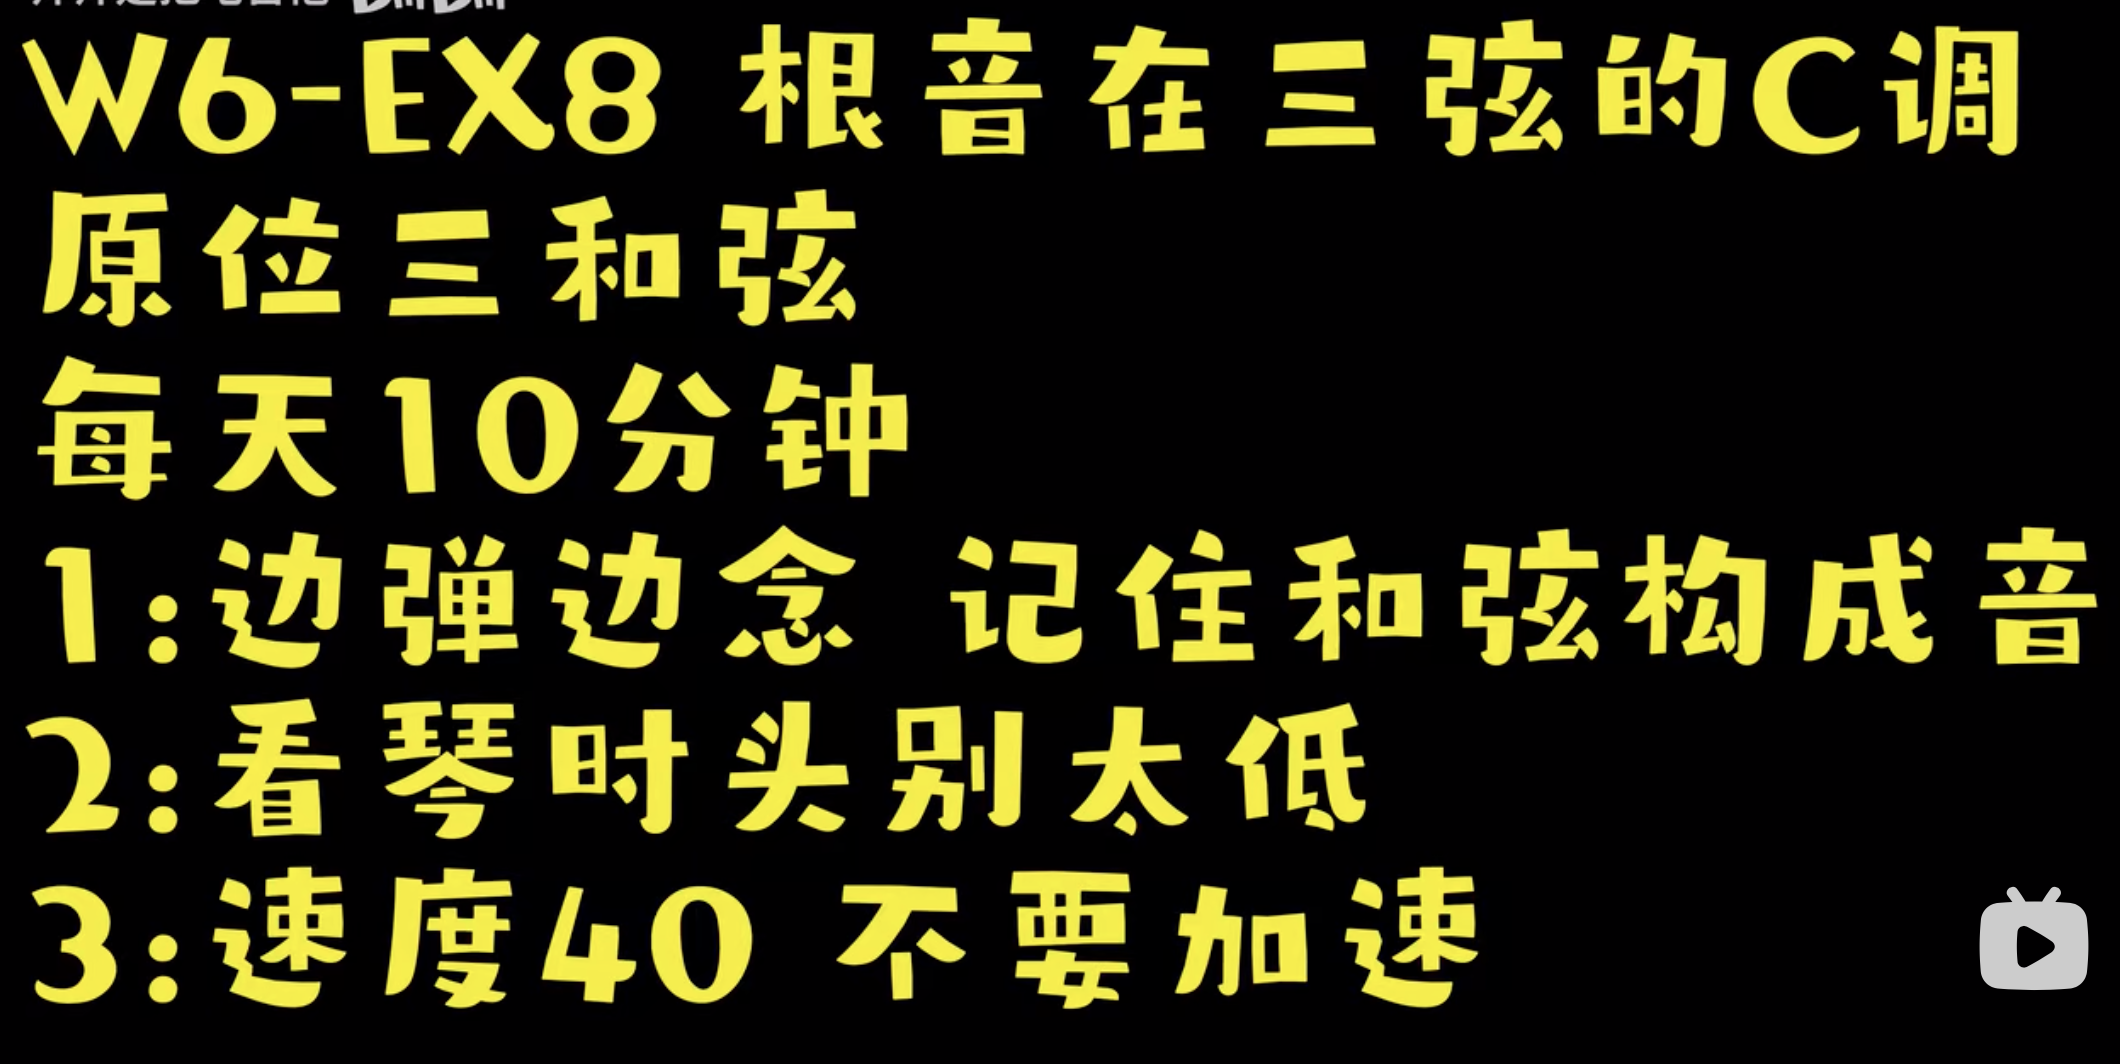 W6-EX8 根音在三弦的C调
原位三和弦
每天10分钟
1:边弹边念 记住和弦构成音
2:看琴时头别太低
3:速度40 不要加速